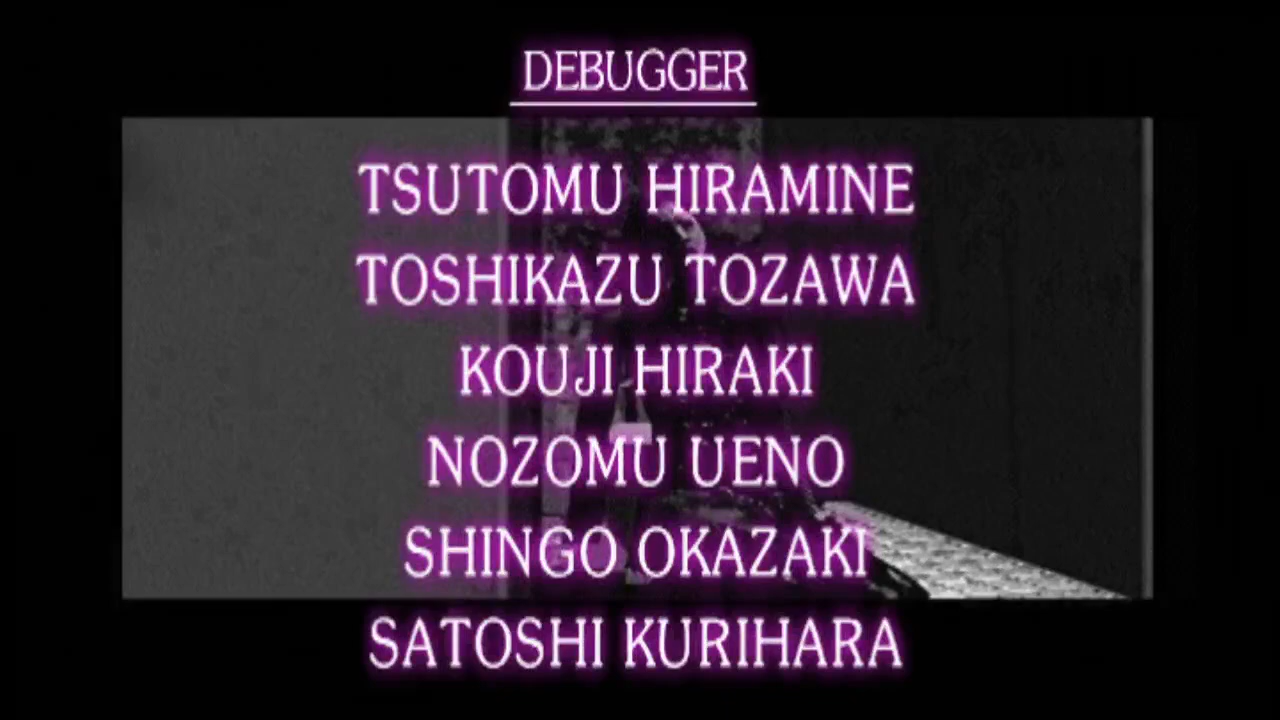 DEBUGGER
TSUTOMU HIRAMINE
TOSHIKAZU TOZAWA
KOUJI HIRAKI
NOZOMU UENO
SHINGO OKAZAKI
SATOSHI KURIHARA